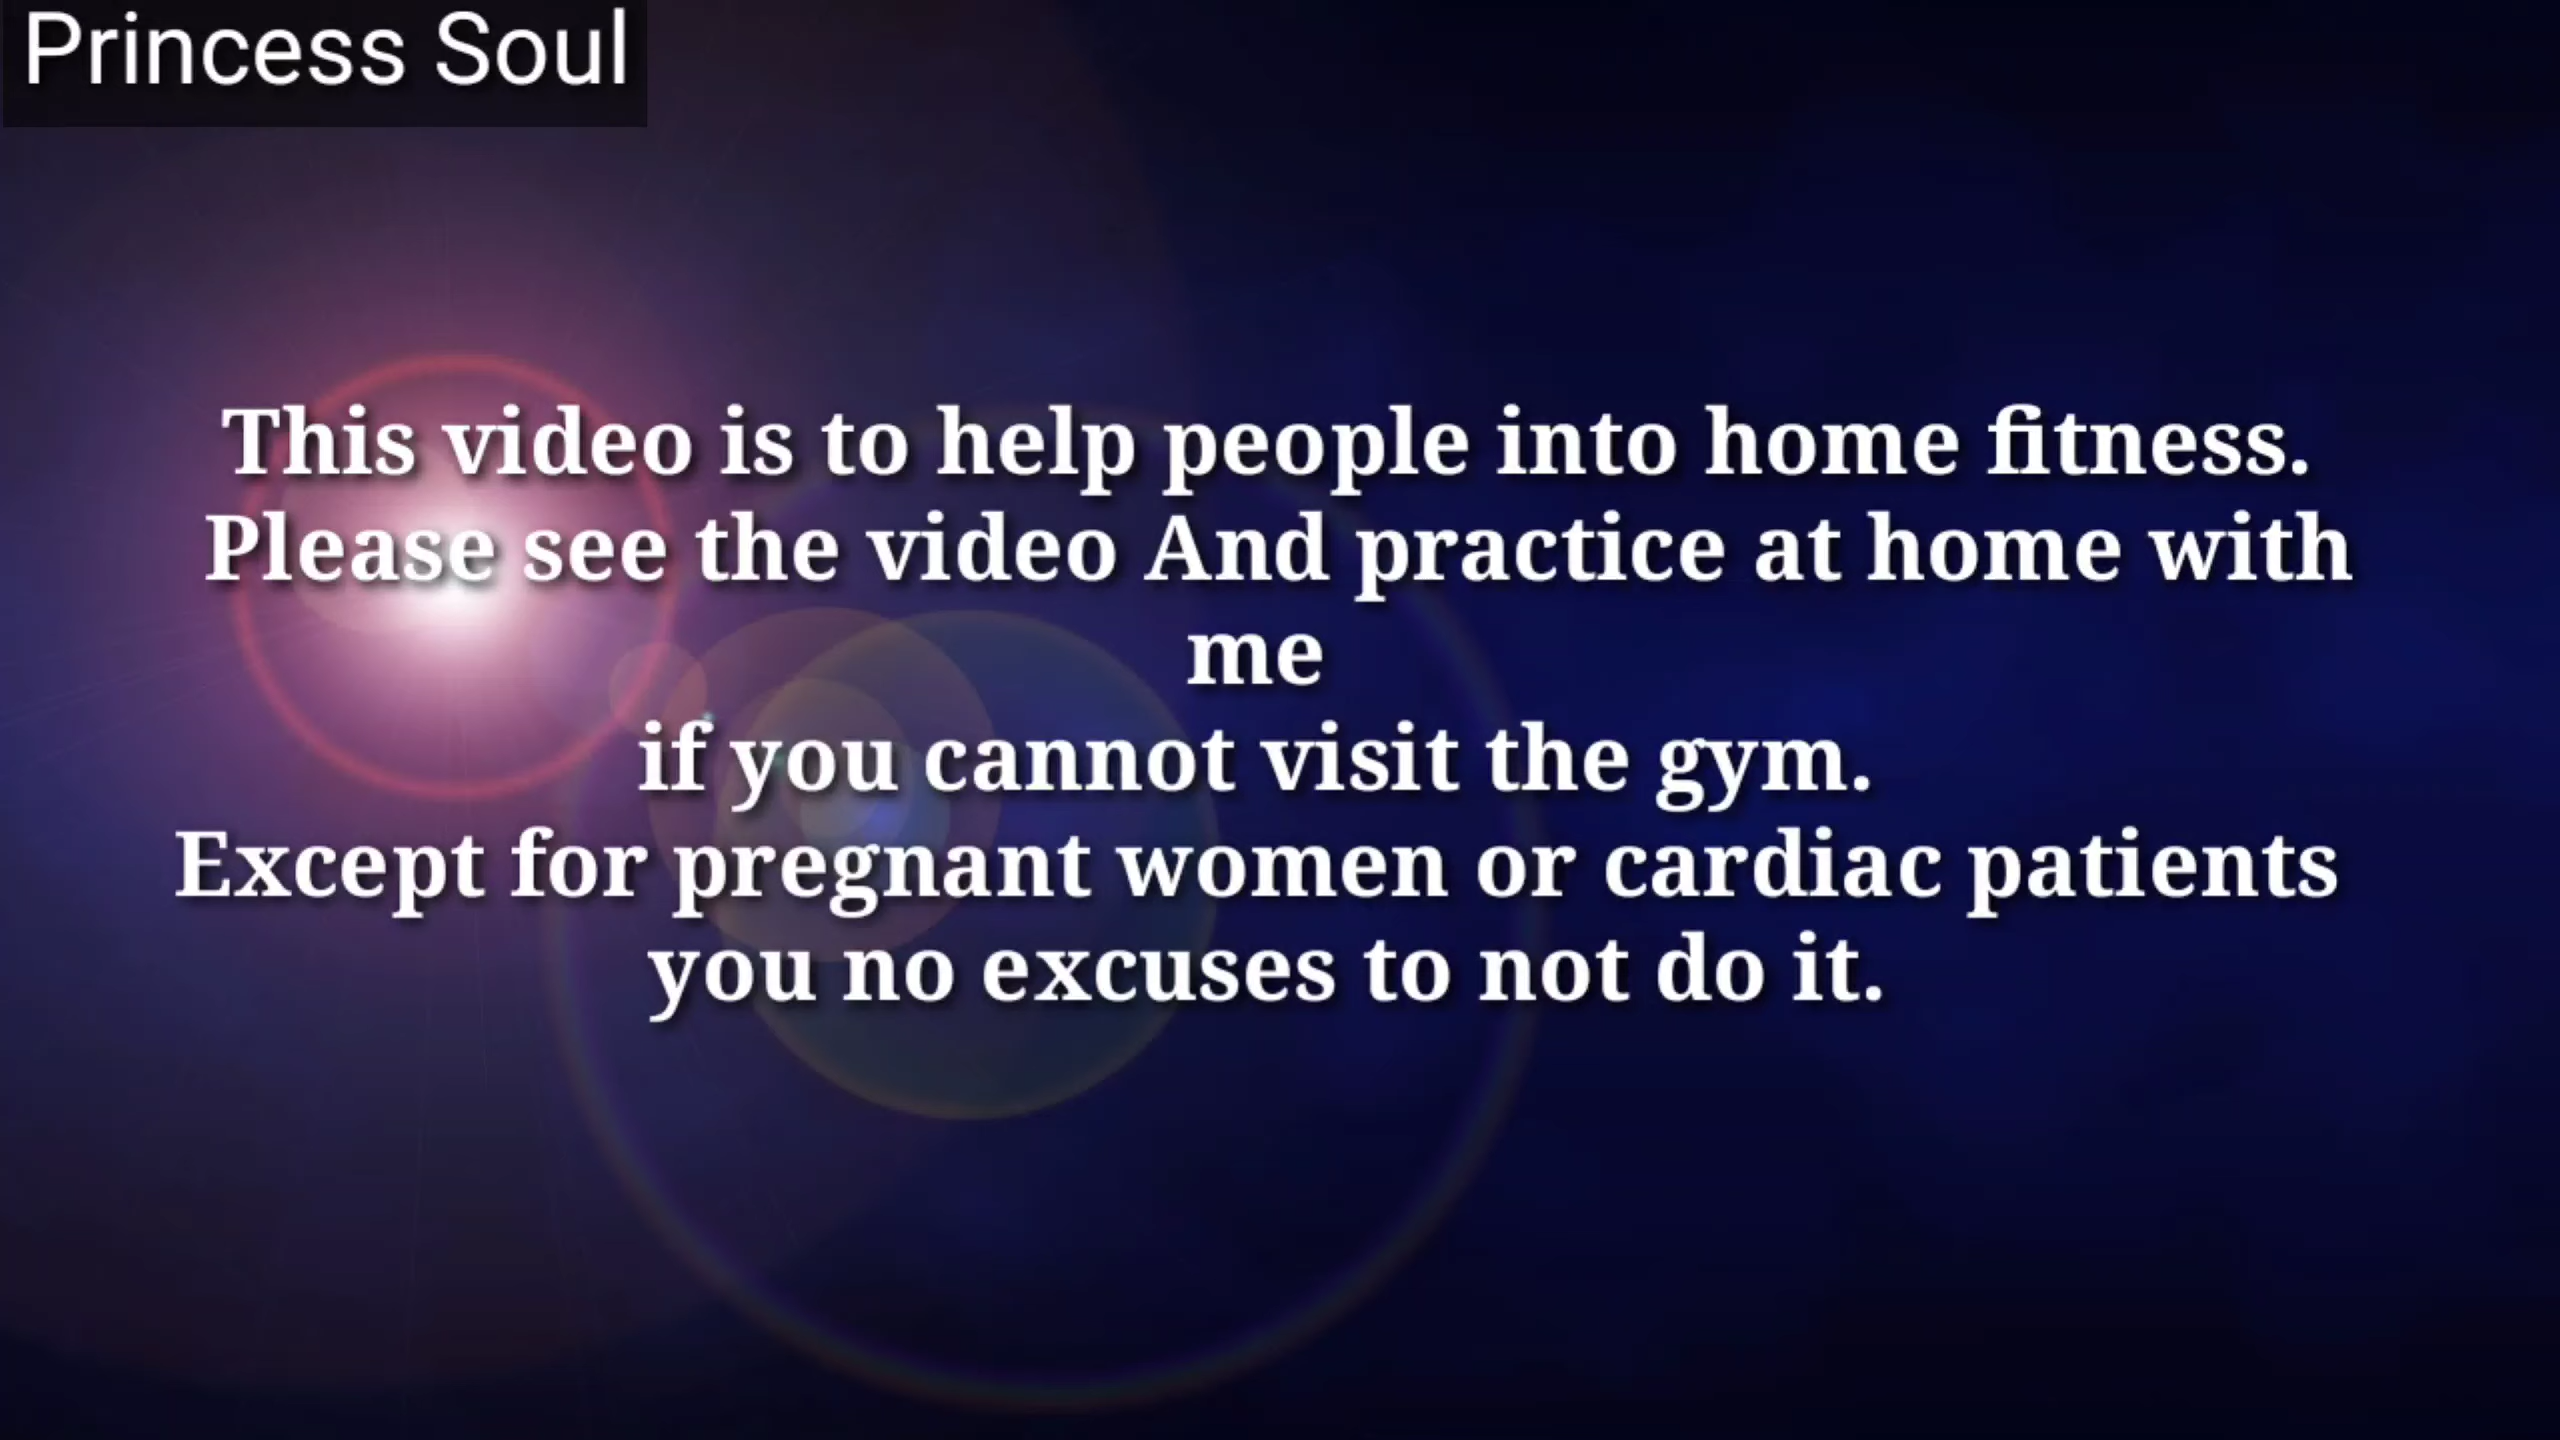 Princess Soul
This video is to help people into home fitness.
Please see the video And practice at home with
me
if you cannot visit the gym.
Except for pregnant women or cardiac patients
you no excuses to not do it.